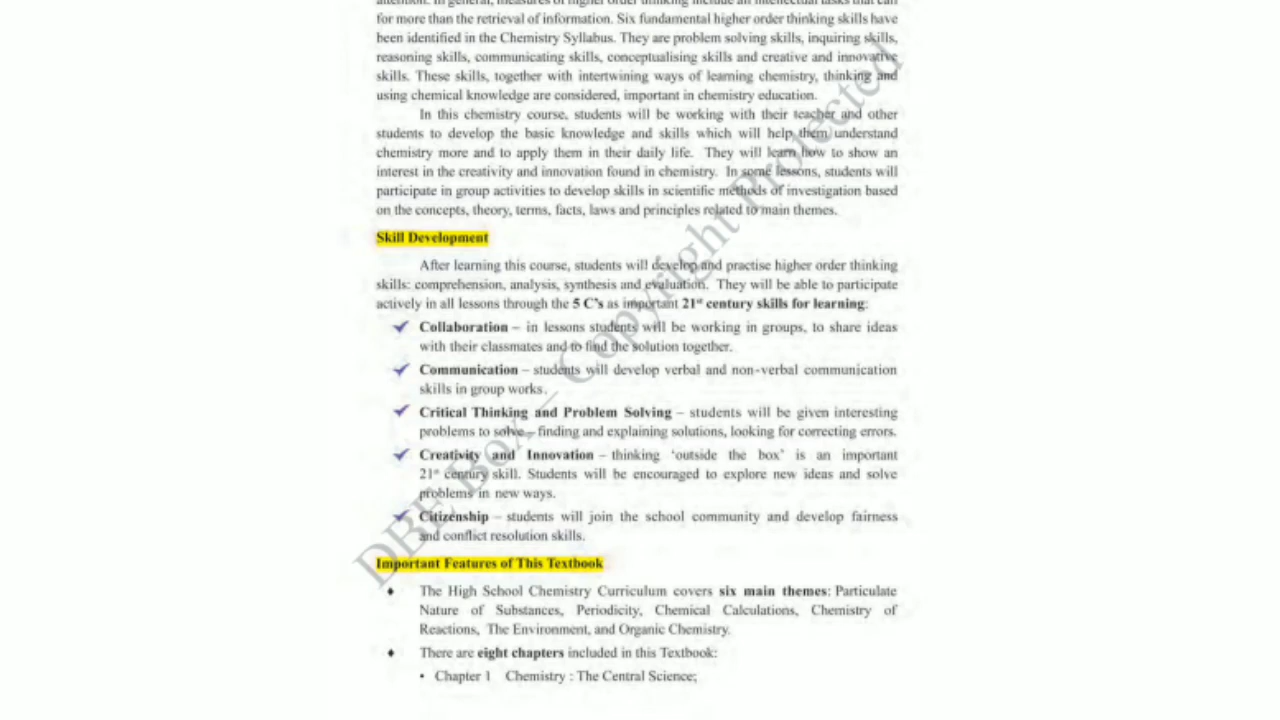 for more than the retrieval of information. Six fundamental higher order thinking skills have
been identified in the Chemistry Syllabus. They are problem solving skills, inquiring skills,
reasoning skills, communicating skills, conceptualising skills and creative and innovative
skills. These skills, together with intertwining ways of learning chemistry, thinking and
using chemical knowledge are considered, important in chemistry education.
In this chemistry course, students will be working with their teacher and other
students to develop the basic knowledge and skills which will help them understand
chemistry more and to apply them in their daily life. They will learn how to show an
interest in the creativity and innovation found in chemistry. In some lessons, students will
participate in group activities to develop skills in scientific methods of investigation based
on the concepts, theory, terms, facts, laws and principles related to main themes.
Skill Development
After learning this course, students will develop and practise higher order thinking
skills: comprehension, analysis, synthesis and evaluation. They will be able to participate
actively in all lessons through the 5 C's as important 21st century skills for learning:
✓ Collaboration – in lessons students will be working in groups, to share ideas
with their classmates and to find the solution together.
✓ Communication – students will develop verbal and non-verbal communication
skills in group works.
✓ Critical Thinking and Problem Solving – students will be given interesting
problems to solve – finding and explaining solutions, looking for correcting errors.
✓ Creativity and Innovation – thinking 'outside the box' is an important
21st century skill. Students will be encouraged to explore new ideas and solve
problems in new ways.
✓ Citizenship – students will join the school community and develop fairness
and conflict resolution skills.
Important Features of This Textbook
♦ The High School Chemistry Curriculum covers six main themes: Particulate
Nature of Substances, Periodicity, Chemical Calculations, Chemistry of
Reactions, The Environment, and Organic Chemistry.
♦ There are eight chapters included in this Textbook:
• Chapter 1 Chemistry : The Central Science;
DBE Box – Copyright Protected